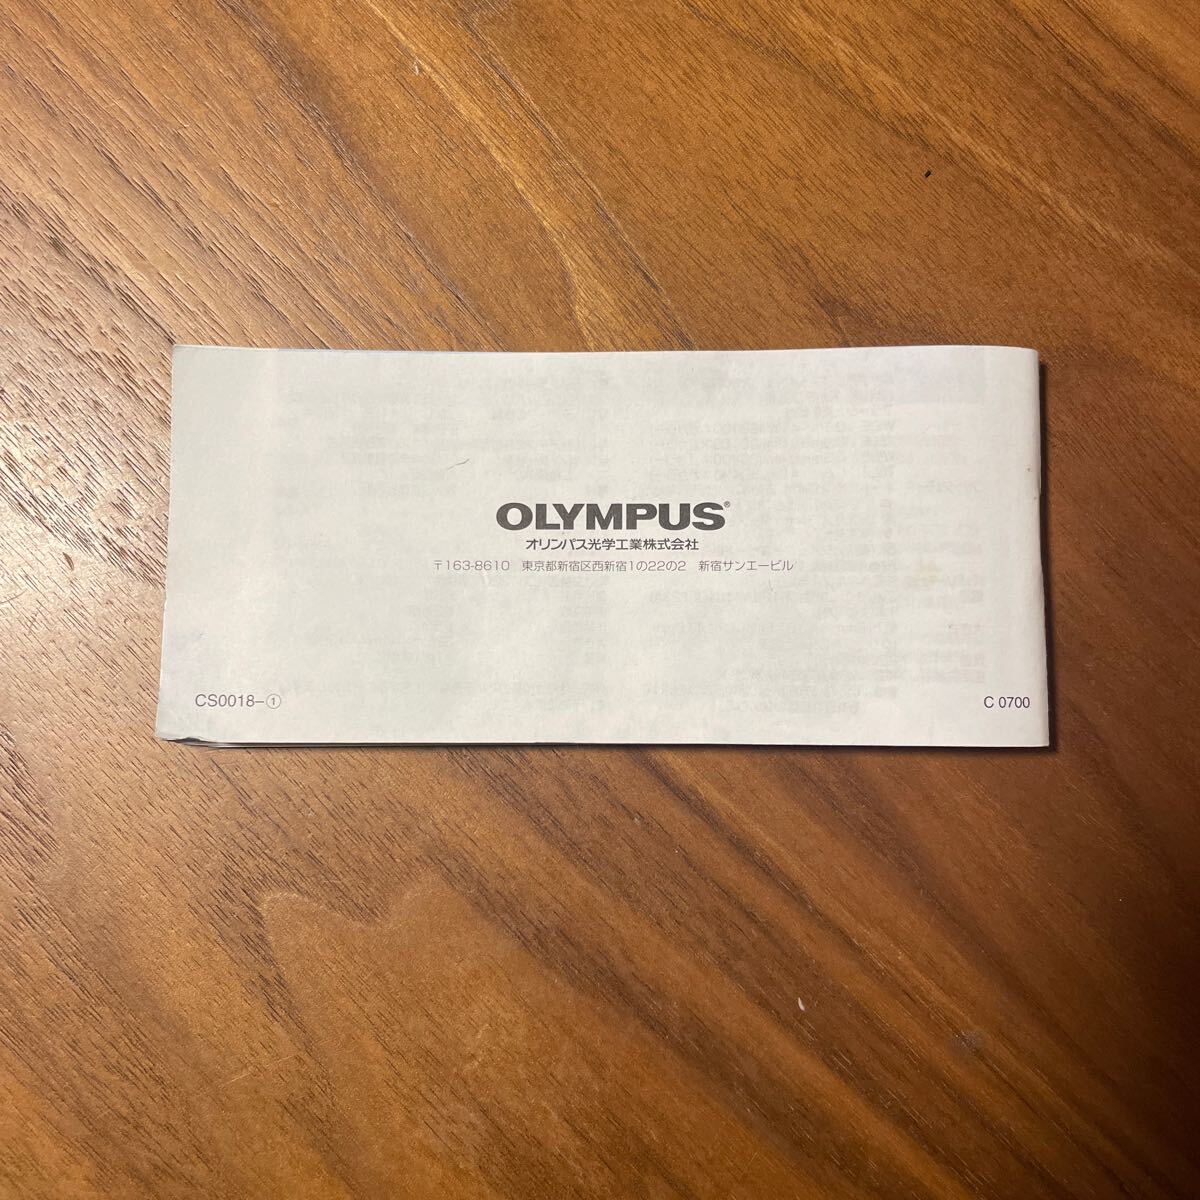 OLYMPUS®
オリンパス光学工業株式会社
〒163-8610 東京都新宿区西新宿1の22の2 新宿サンエービル
CS0018–①
C 0700